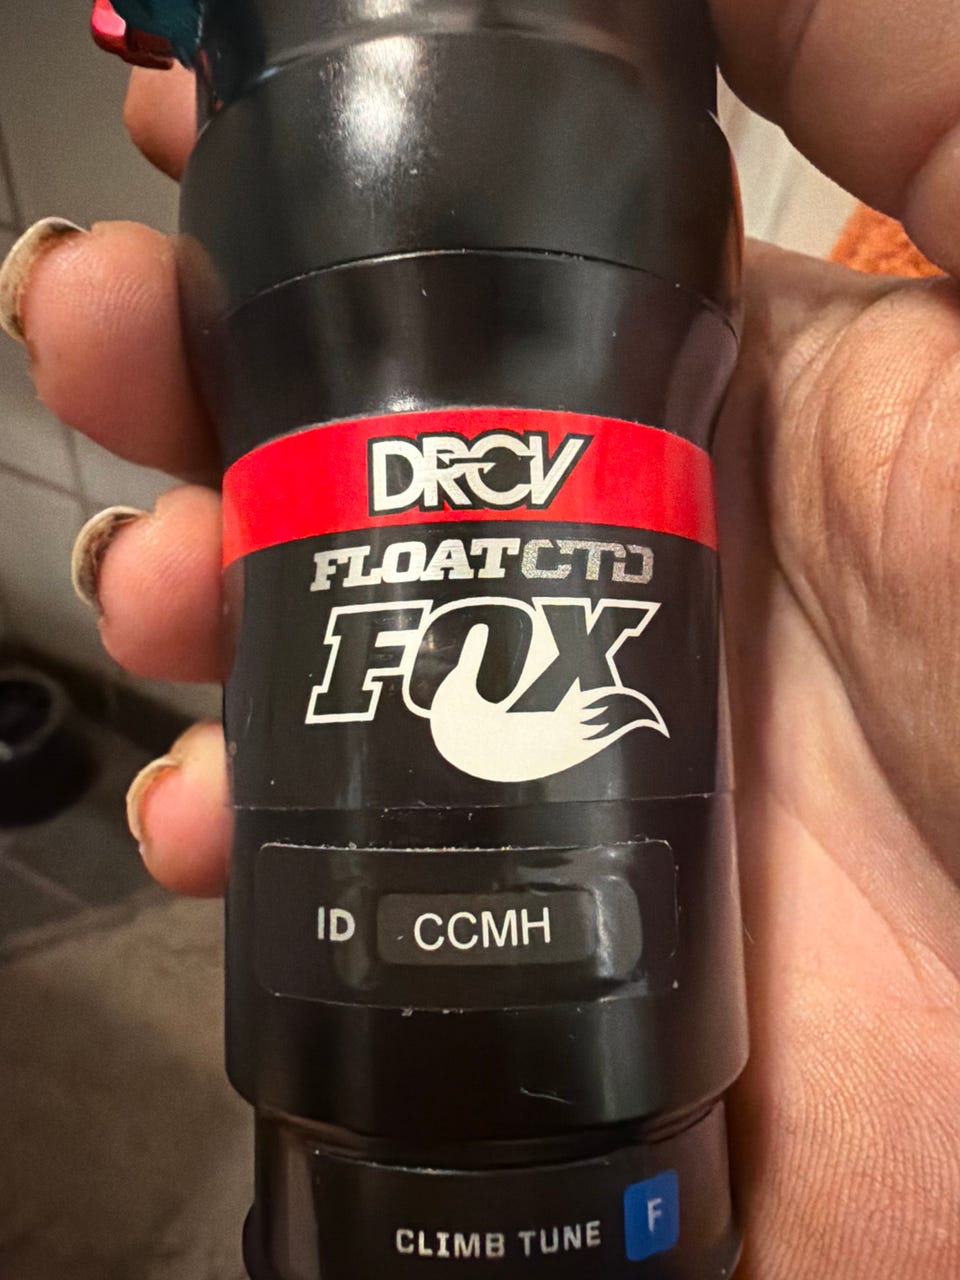 DRCV
FLOAT CTD
FOX
ID CCMH
CLIMB TUNE F